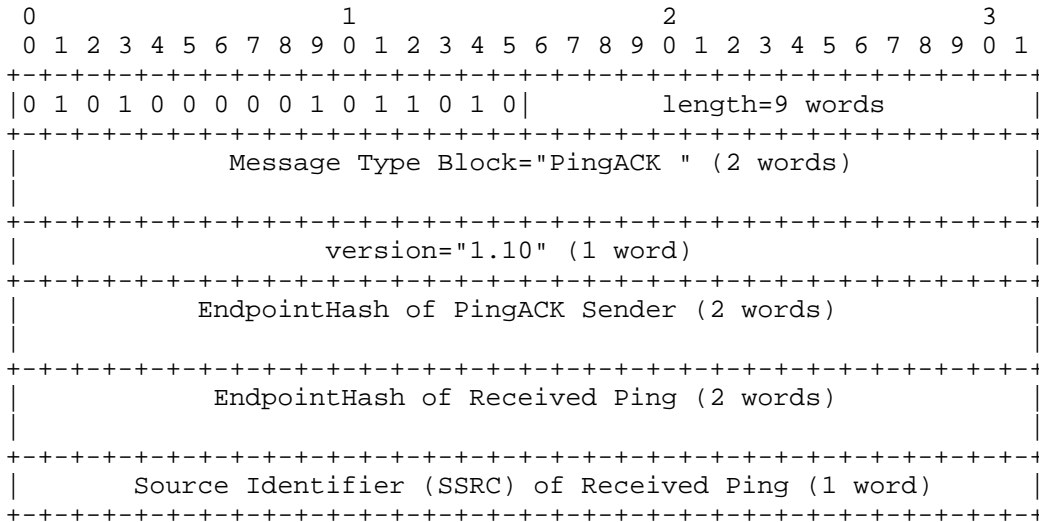 0                   1                   2                   3
 0 1 2 3 4 5 6 7 8 9 0 1 2 3 4 5 6 7 8 9 0 1 2 3 4 5 6 7 8 9 0 1
+-+-+-+-+-+-+-+-+-+-+-+-+-+-+-+-+-+-+-+-+-+-+-+-+-+-+-+-+-+-+-+-+
|0 1 0 1 0 0 0 0 0 1 0 1 1 0 1 0|        length=9 words         |
+-+-+-+-+-+-+-+-+-+-+-+-+-+-+-+-+-+-+-+-+-+-+-+-+-+-+-+-+-+-+-+-+
|             Message Type Block="PingACK " (2 words)           |
|                                                               |
+-+-+-+-+-+-+-+-+-+-+-+-+-+-+-+-+-+-+-+-+-+-+-+-+-+-+-+-+-+-+-+-+
|                   version="1.10" (1 word)                     |
+-+-+-+-+-+-+-+-+-+-+-+-+-+-+-+-+-+-+-+-+-+-+-+-+-+-+-+-+-+-+-+-+
|           EndpointHash of PingACK Sender (2 words)            |
|                                                               |
+-+-+-+-+-+-+-+-+-+-+-+-+-+-+-+-+-+-+-+-+-+-+-+-+-+-+-+-+-+-+-+-+
|            EndpointHash of Received Ping (2 words)            |
|                                                               |
+-+-+-+-+-+-+-+-+-+-+-+-+-+-+-+-+-+-+-+-+-+-+-+-+-+-+-+-+-+-+-+-+
|       Source Identifier (SSRC) of Received Ping (1 word)      |
+-+-+-+-+-+-+-+-+-+-+-+-+-+-+-+-+-+-+-+-+-+-+-+-+-+-+-+-+-+-+-+-+